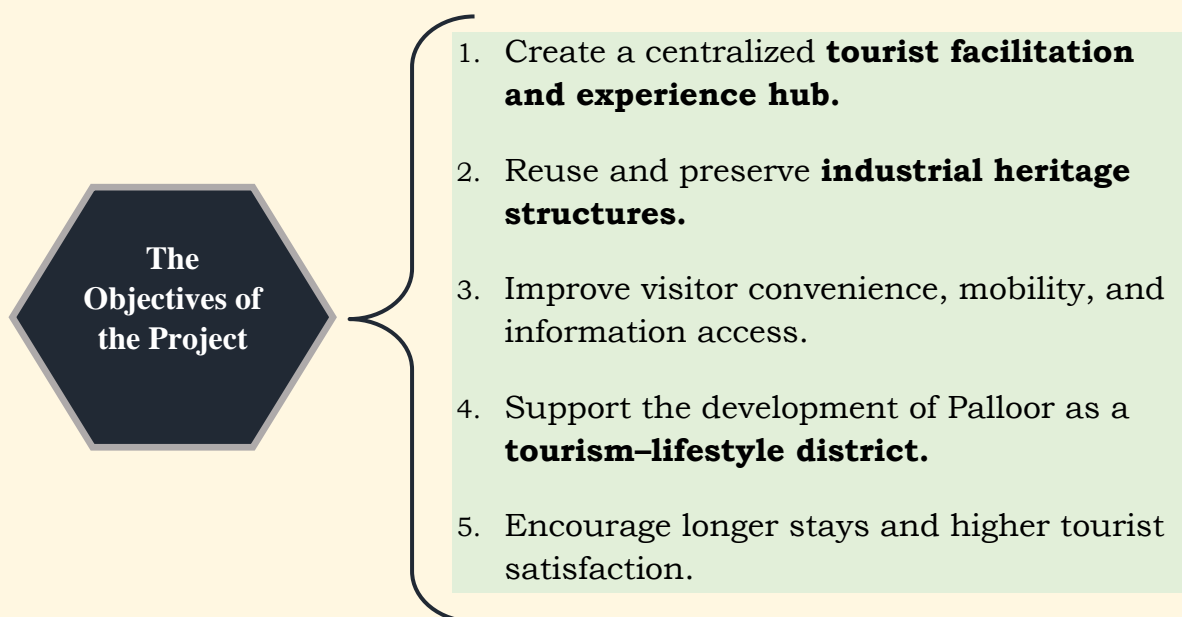 The
Objectives of
the Project
1. Create a centralized tourist facilitation
and experience hub.
2. Reuse and preserve industrial heritage
structures.
3. Improve visitor convenience, mobility, and
information access.
4. Support the development of Palloor as a
tourism–lifestyle district.
5. Encourage longer stays and higher tourist
satisfaction.